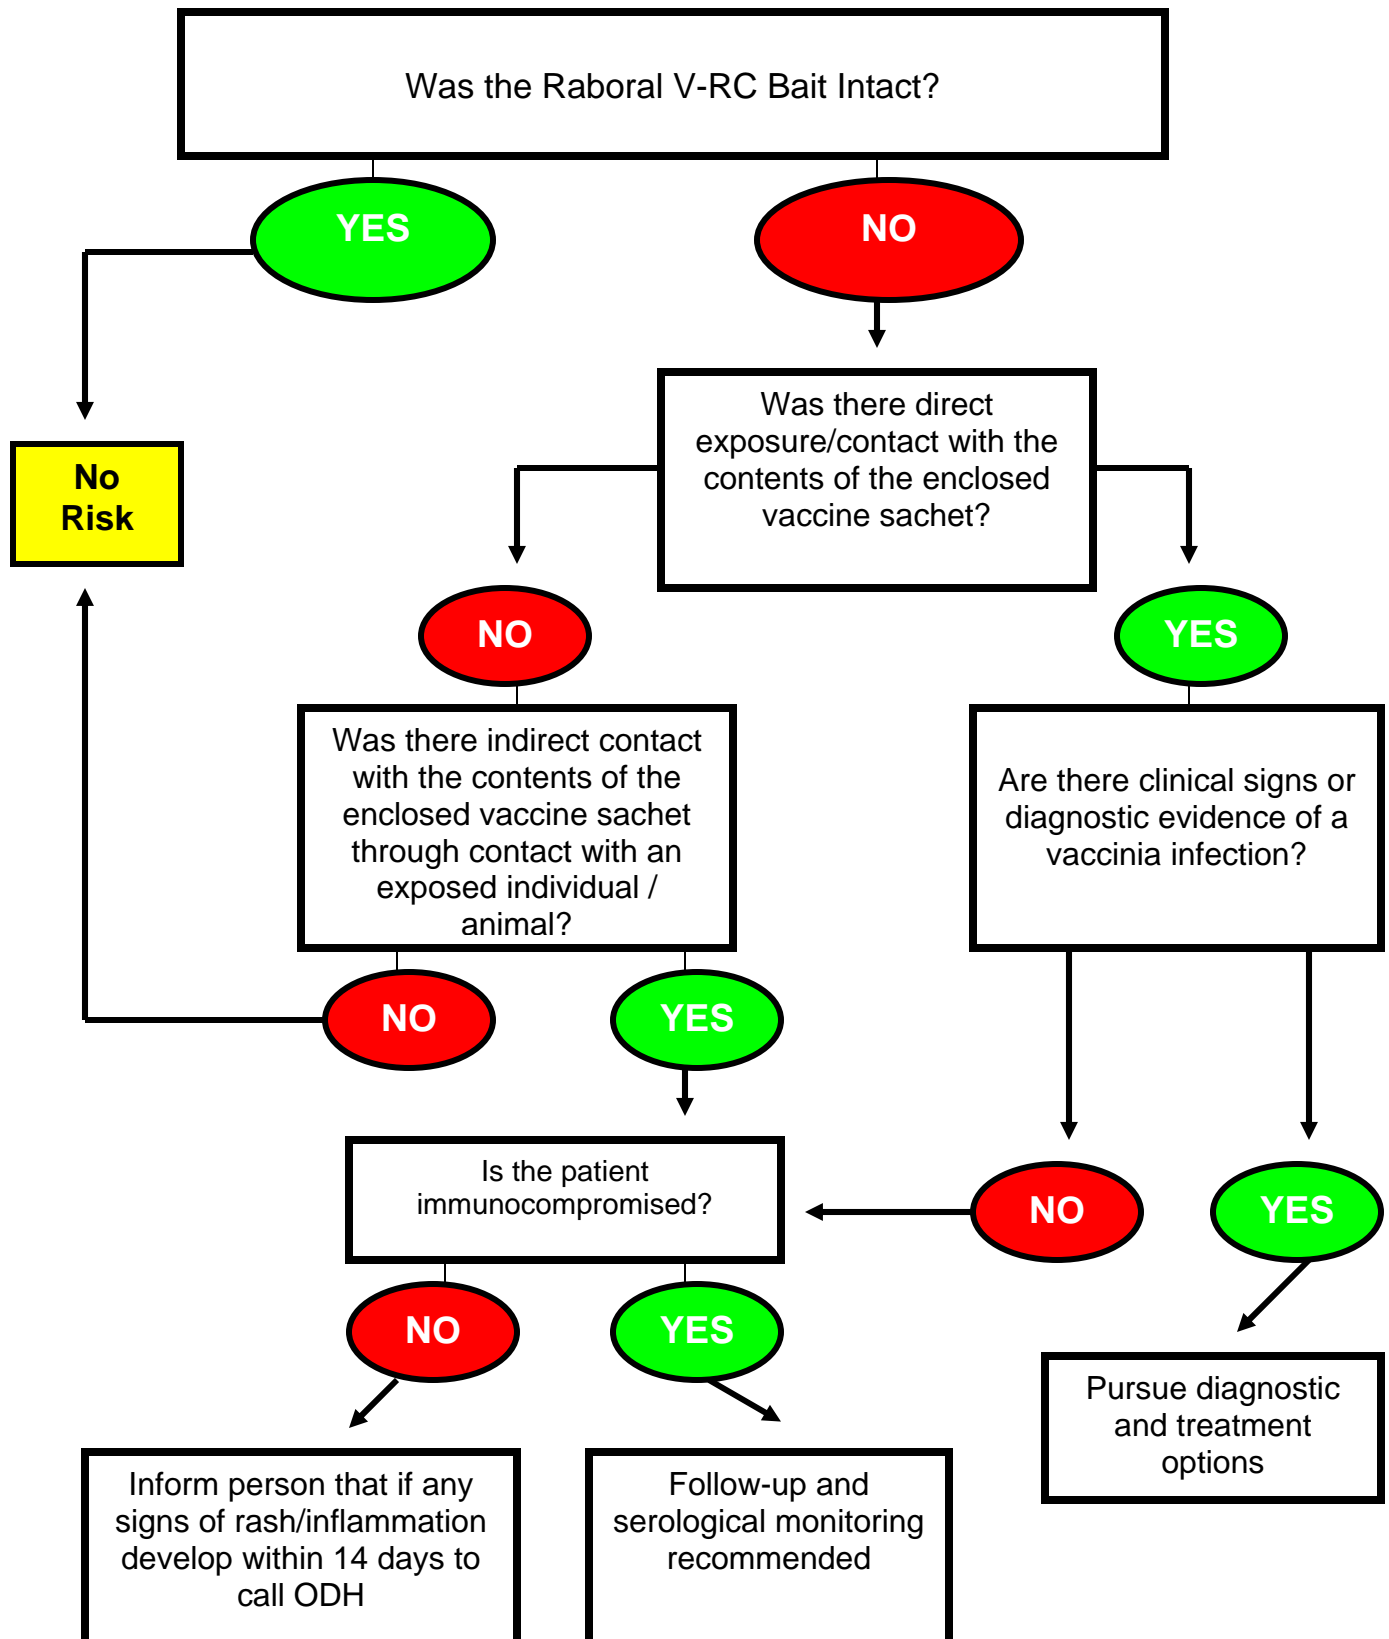 Was the Raboral V-RC Bait Intact?
YES
NO
Was there direct
exposure/contact with the
contents of the enclosed
vaccine sachet?
No
Risk
NO
YES
Was there indirect contact
with the contents of the
enclosed vaccine sachet
through contact with an
exposed individual /
animal?
Are there clinical signs or
diagnostic evidence of a
vaccinia infection?
NO
YES
Is the patient
immunocompromised?
NO
YES
NO
YES
Pursue diagnostic
and treatment
options
Inform person that if any
signs of rash/inflammation
develop within 14 days to
call ODH
Follow-up and
serological monitoring
recommended